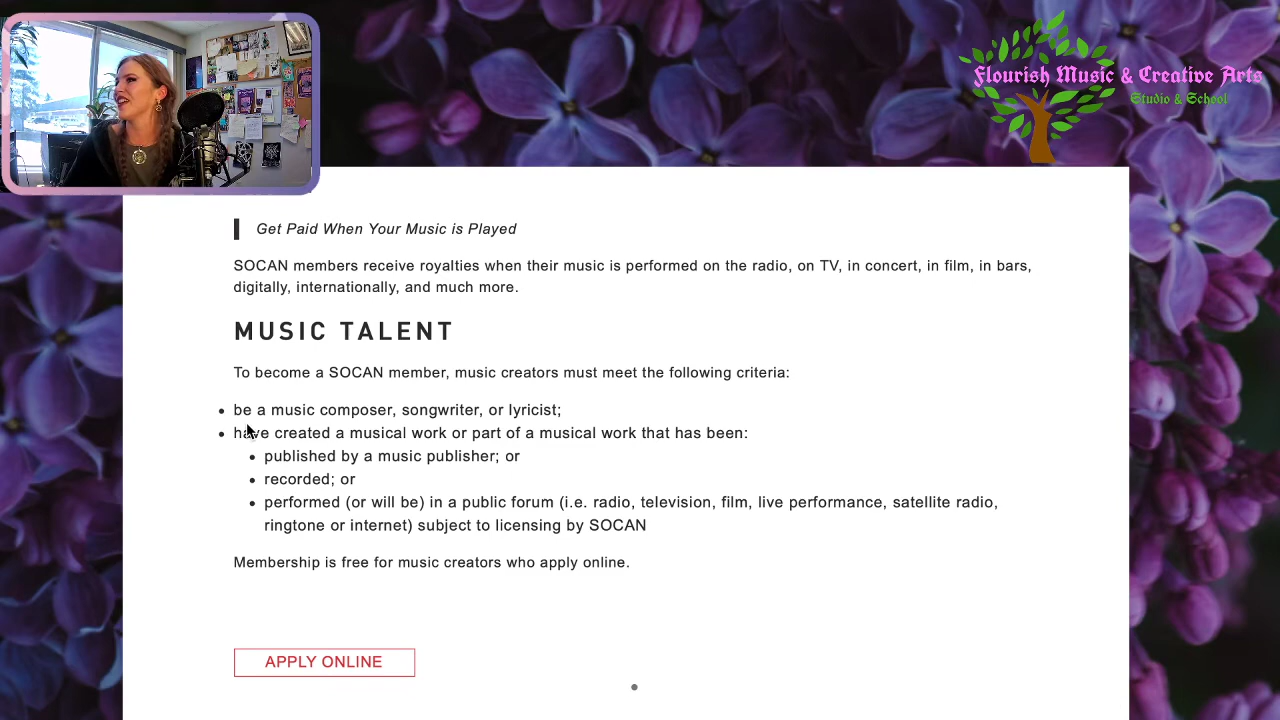 Flourish Music & Creative Arts
Studio & School
Get Paid When Your Music is Played
SOCAN members receive royalties when their music is performed on the radio, on TV, in concert, in film, in bars,
digitally, internationally, and much more.
MUSIC TALENT
To become a SOCAN member, music creators must meet the following criteria:
• be a music composer, songwriter, or lyricist;
• have created a musical work or part of a musical work that has been:
• published by a music publisher; or
• recorded; or
• performed (or will be) in a public forum (i.e. radio, television, film, live performance, satellite radio,
ringtone or internet) subject to licensing by SOCAN
Membership is free for music creators who apply online.
APPLY ONLINE